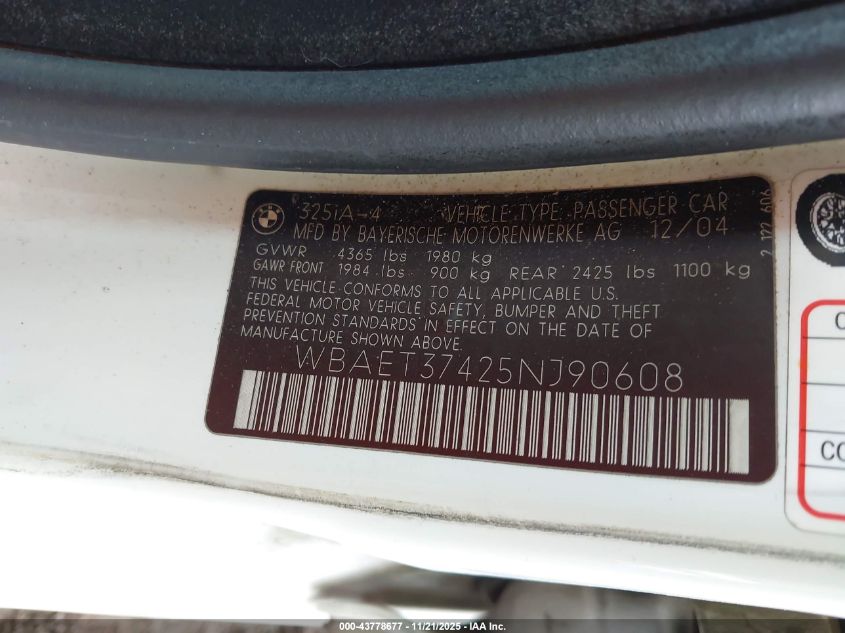 325iA-4 VEHICLE TYPE PASSENGER CAR
MFD BY BAYERISCHE MOTORENWERKE AG 12/04
GVWR 4365 lbs 1980 kg
GAWR FRONT 1984 lbs 900 kg REAR 2425 lbs 1100 kg
THIS VEHICLE CONFORMS TO ALL APPLICABLE U.S.
FEDERAL MOTOR VEHICLE SAFETY, BUMPER AND THEFT
PREVENTION STANDARDS IN EFFECT ON THE DATE OF
MANUFACTURE SHOWN ABOVE.
WBAET37425NJ90608
2 122 606
000-43778677 - 11/21/2025 - IAA Inc.